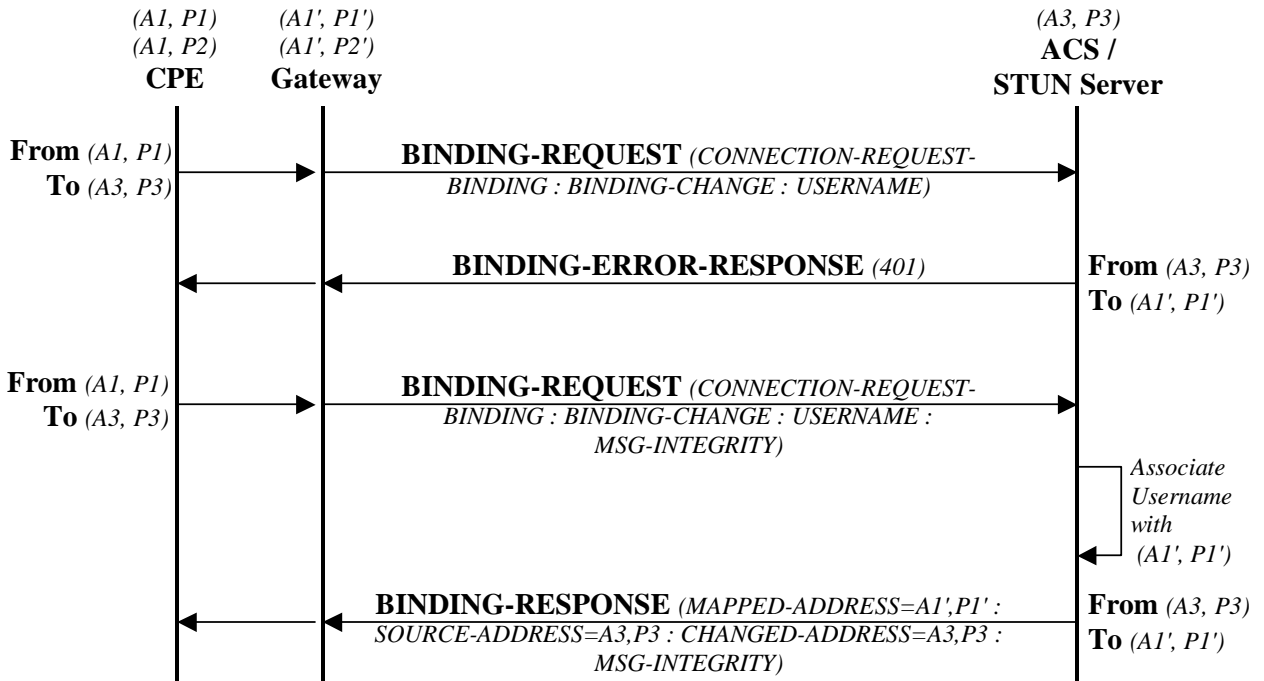 (A1, P1)
(A1, P2)
CPE
(A1', P1')
(A1', P2')
Gateway
(A3, P3)
ACS /
STUN Server
From (A1, P1)
To (A3, P3)
BINDING-REQUEST (CONNECTION-REQUEST-
BINDING : BINDING-CHANGE : USERNAME)
BINDING-ERROR-RESPONSE (401)
From (A3, P3)
To (A1', P1')
From (A1, P1)
To (A3, P3)
BINDING-REQUEST (CONNECTION-REQUEST-
BINDING : BINDING-CHANGE : USERNAME :
MSG-INTEGRITY)
Associate
Username
with
(A1', P1')
BINDING-RESPONSE (MAPPED-ADDRESS=A1',P1' :
SOURCE-ADDRESS=A3,P3 : CHANGED-ADDRESS=A3,P3 :
MSG-INTEGRITY)
From (A3, P3)
To (A1', P1')